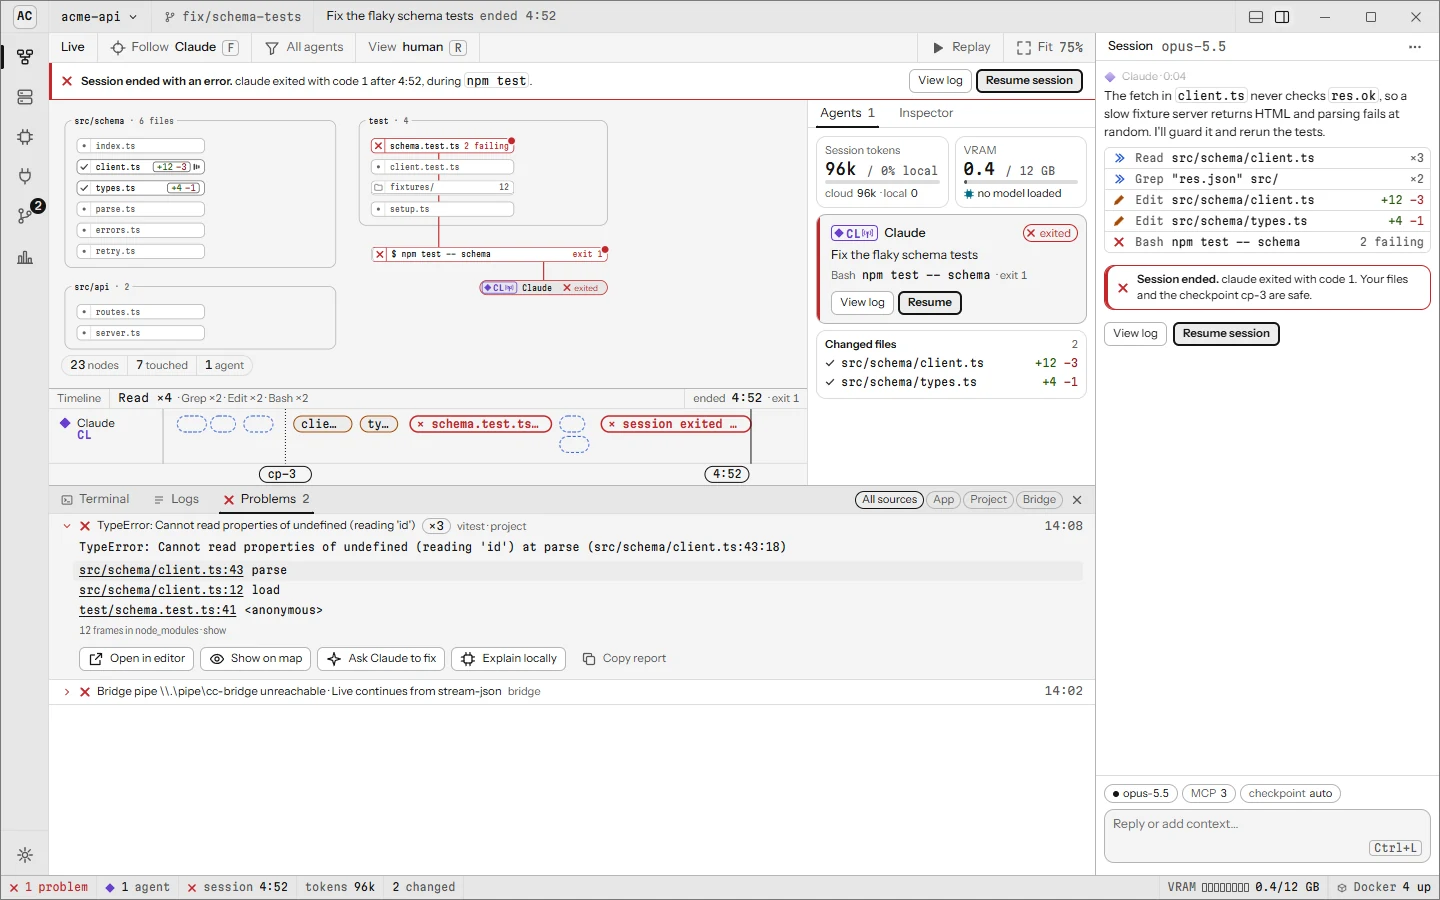 AC
acme-api
fix/schema-tests
Fix the flaky schema tests ended 4:52
Live
Follow Claude F
All agents
View human R
Replay
Fit 75%
Session ended with an error. claude exited with code 1 after 4:52, during npm test.
View log
Resume session
src/schema · 6 files
index.ts
client.ts +12 −3
types.ts +4 −1
parse.ts
errors.ts
retry.ts
src/api · 2
routes.ts
server.ts
test · 4
schema.test.ts 2 failing
client.test.ts
fixtures/ 12
setup.ts
$ npm test -- schema exit 1
CL Claude exited
23 nodes
7 touched
1 agent
2
Agents 1
Inspector
Session tokens
96k / 0% local
cloud 96k · local 0
VRAM
0.4 / 12 GB
no model loaded
CL Claude exited
Fix the flaky schema tests
Bash npm test -- schema · exit 1
View log
Resume
Changed files 2
src/schema/client.ts +12 −3
src/schema/types.ts +4 −1
Timeline
Read ×4 · Grep ×2 · Edit ×2 · Bash ×2
ended 4:52 · exit 1
Claude
CL
clie…
ty…
× schema.test.ts…
× session exited …
cp-3
4:52
Terminal
Logs
Problems 2
All sources
App
Project
Bridge
TypeError: Cannot read properties of undefined (reading 'id') ×3 vitest · project 14:08
TypeError: Cannot read properties of undefined (reading 'id') at parse (src/schema/client.ts:43:18)
src/schema/client.ts:43 parse
src/schema/client.ts:12 load
test/schema.test.ts:41 <anonymous>
12 frames in node_modules · show
Open in editor
Show on map
Ask Claude to fix
Explain locally
Copy report
Bridge pipe \\.\pipe\cc-bridge unreachable · Live continues from stream-json bridge 14:02
Session opus-5.5
Claude · 0:04
The fetch in client.ts never checks res.ok, so a
slow fixture server returns HTML and parsing fails at
random. I'll guard it and rerun the tests.
Read src/schema/client.ts ×3
Grep "res.json" src/ ×2
Edit src/schema/client.ts +12 −3
Edit src/schema/types.ts +4 −1
Bash npm test -- schema 2 failing
Session ended. claude exited with code 1. Your files
and the checkpoint cp-3 are safe.
View log
Resume session
opus-5.5
MCP 3
checkpoint auto
Reply or add context…
Ctrl+L
1 problem
1 agent
session 4:52
tokens 96k
2 changed
VRAM 0.4/12 GB
Docker 4 up